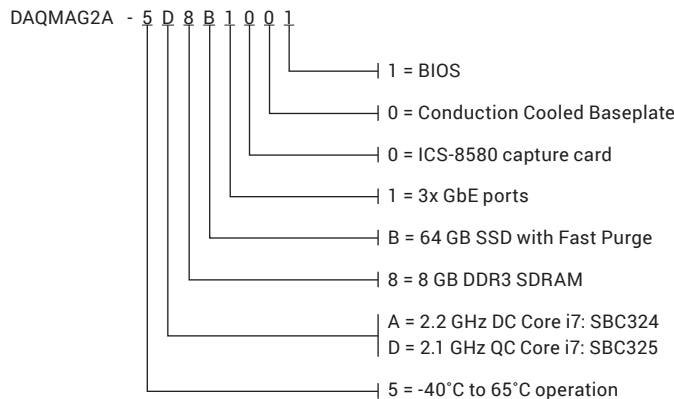 DAQMAG2A - 5 D 8 B 1 0 0 1
1 = BIOS
0 = Conduction Cooled Baseplate
0 = ICS-8580 capture card
1 = 3x GbE ports
B = 64 GB SSD with Fast Purge
8 = 8 GB DDR3 SDRAM
A = 2.2 GHz DC Core i7: SBC324
D = 2.1 GHz QC Core i7: SBC325
5 = -40˚C to 65˚C operation